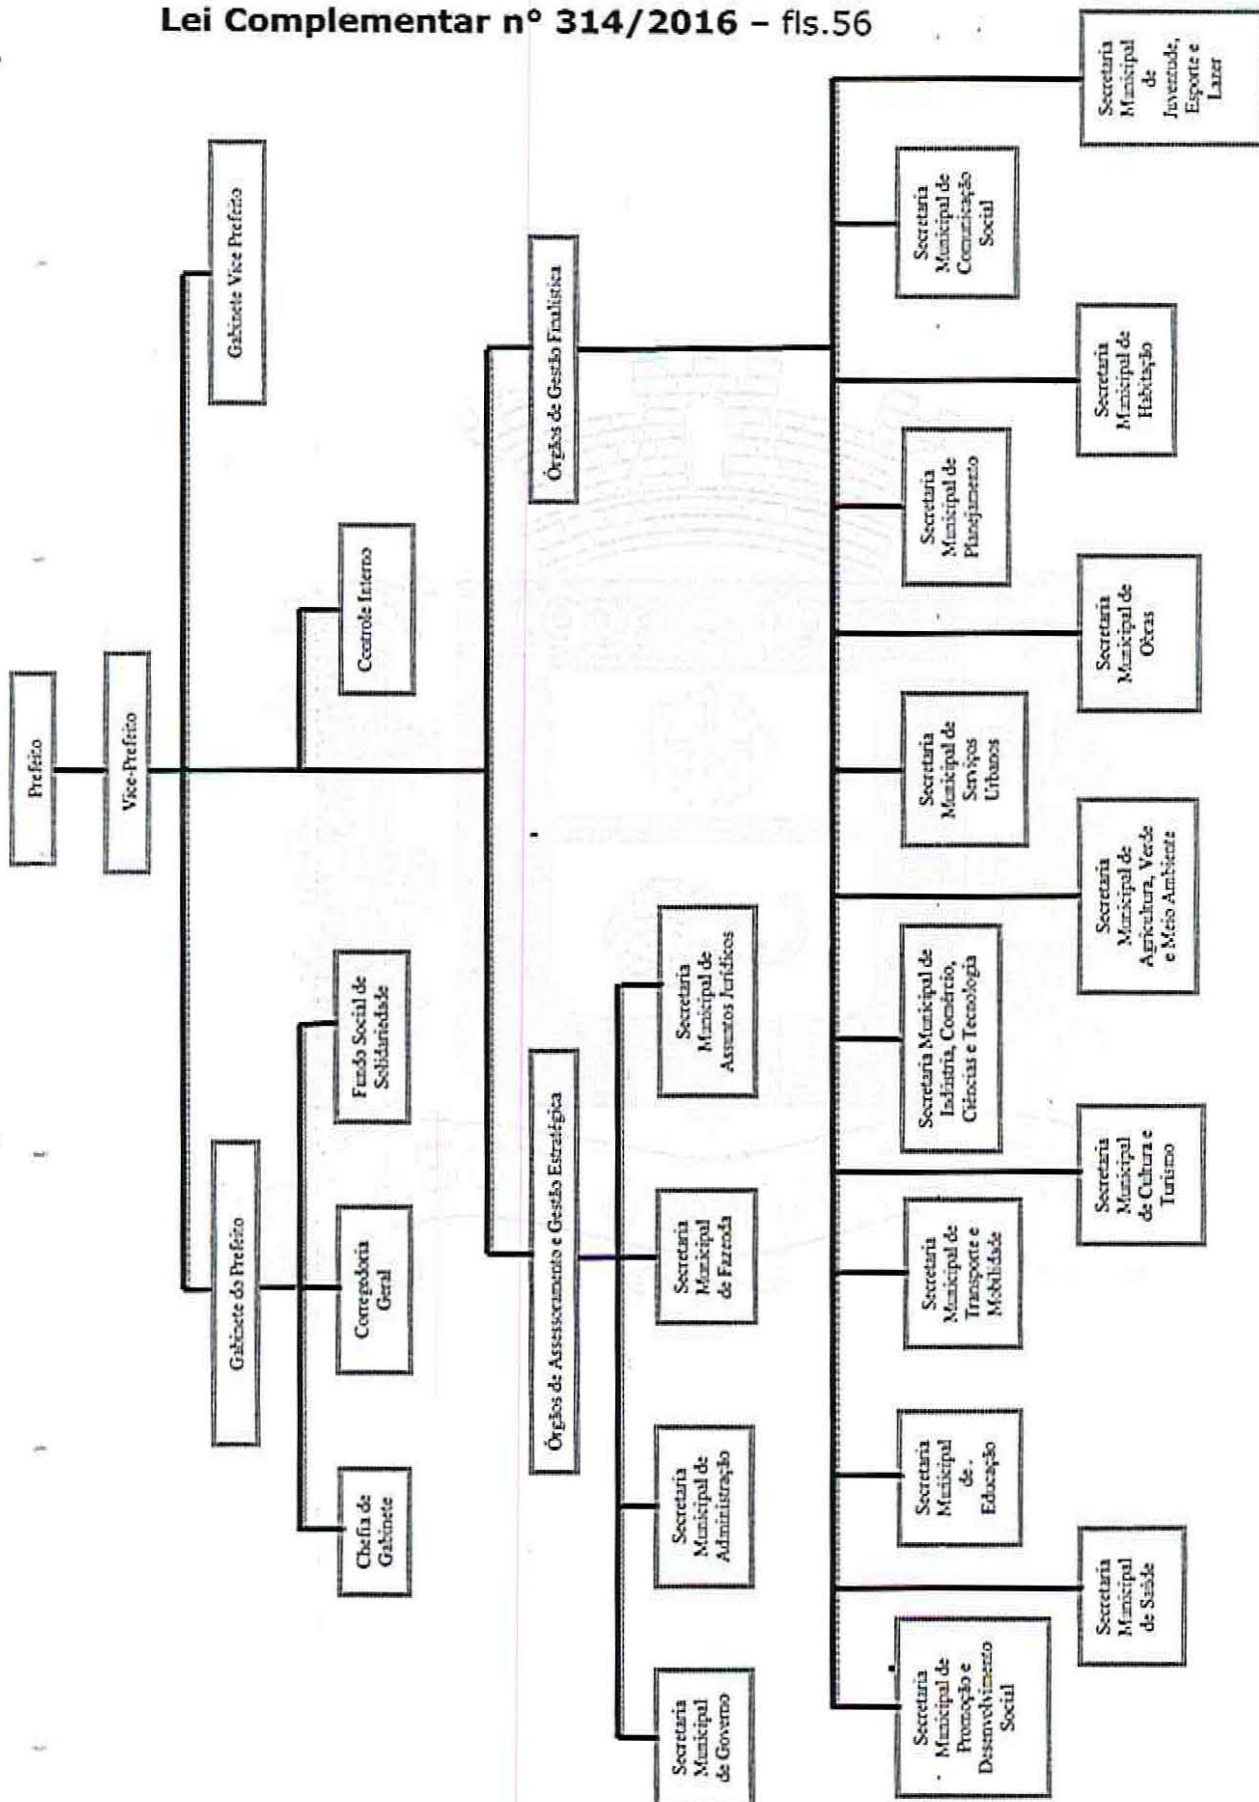 Lei Complementar nº 314/2016 – fls.56
Prefeito
Vice-Prefeito
Gabinete do Prefeito
Gabinete Vice Prefeito
Chefia de
Gabinete
Corregedoria
Geral
Fundo Social de
Solidariedade
Controle Interno
Órgãos de Assessoramento e Gestão Estratégica
Órgãos de Gestão Finalística
Secretaria
Municipal
de Governo
Secretaria
Municipal de
Administração
Secretaria
Municipal
de Fazenda
Secretaria
Municipal de
Assuntos Jurídicos
Secretaria
Municipal de
Promoção e
Desenvolvimento
Social
Secretaria
Municipal
de
Educação
Secretaria
Municipal de
Transporte e
Mobilidade
Secretaria Municipal de
Indústria, Comércio,
Ciências e Tecnologia
Secretaria
Municipal de
Serviços
Urbanos
Secretaria
Municipal de
Planejamento
Secretaria
Municipal de
Comunicação
Social
Secretaria
Municipal
de Saúde
Secretaria
Municipal
de Cultura e
Turismo
Secretaria
Municipal de
Agricultura, Verde
e Meio Ambiente
Secretaria
Municipal de
Obras
Secretaria
Municipal de
Habitação
Secretaria
Municipal
de
Juventude,
Esporte e
Lazer